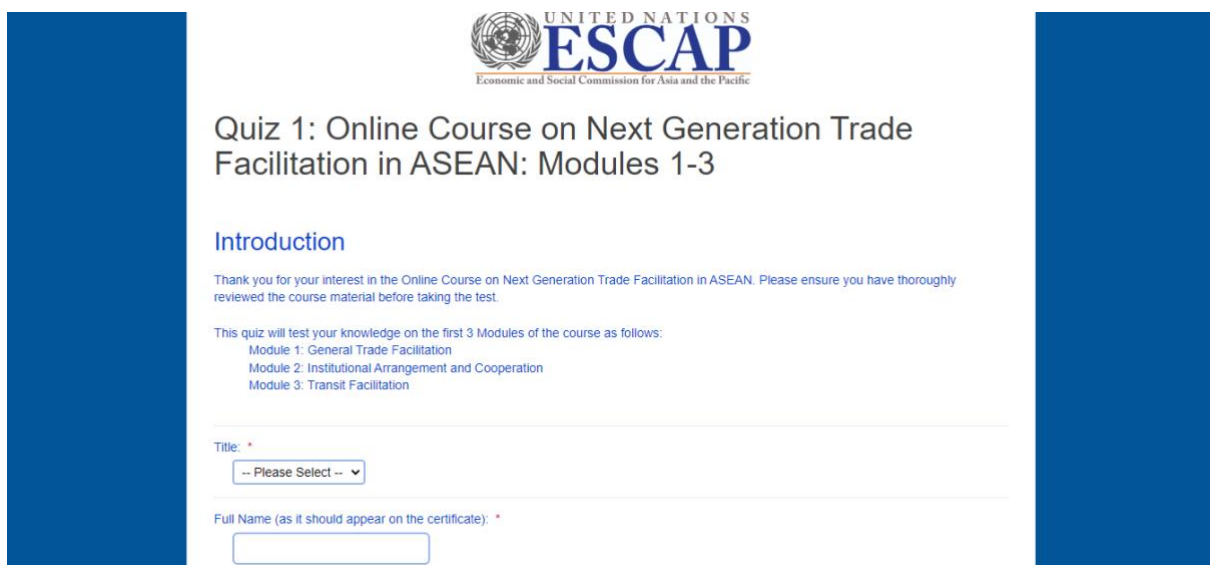 UNITED NATIONS
ESCAP
Economic and Social Commission for Asia and the Pacific
Quiz 1: Online Course on Next Generation Trade
Facilitation in ASEAN: Modules 1-3
Introduction
Thank you for your interest in the Online Course on Next Generation Trade Facilitation in ASEAN. Please ensure you have thoroughly
reviewed the course material before taking the test.
This quiz will test your knowledge on the first 3 Modules of the course as follows:
Module 1: General Trade Facilitation
Module 2: Institutional Arrangement and Cooperation
Module 3: Transit Facilitation
Title: *
-- Please Select --
Full Name (as it should appear on the certificate): *